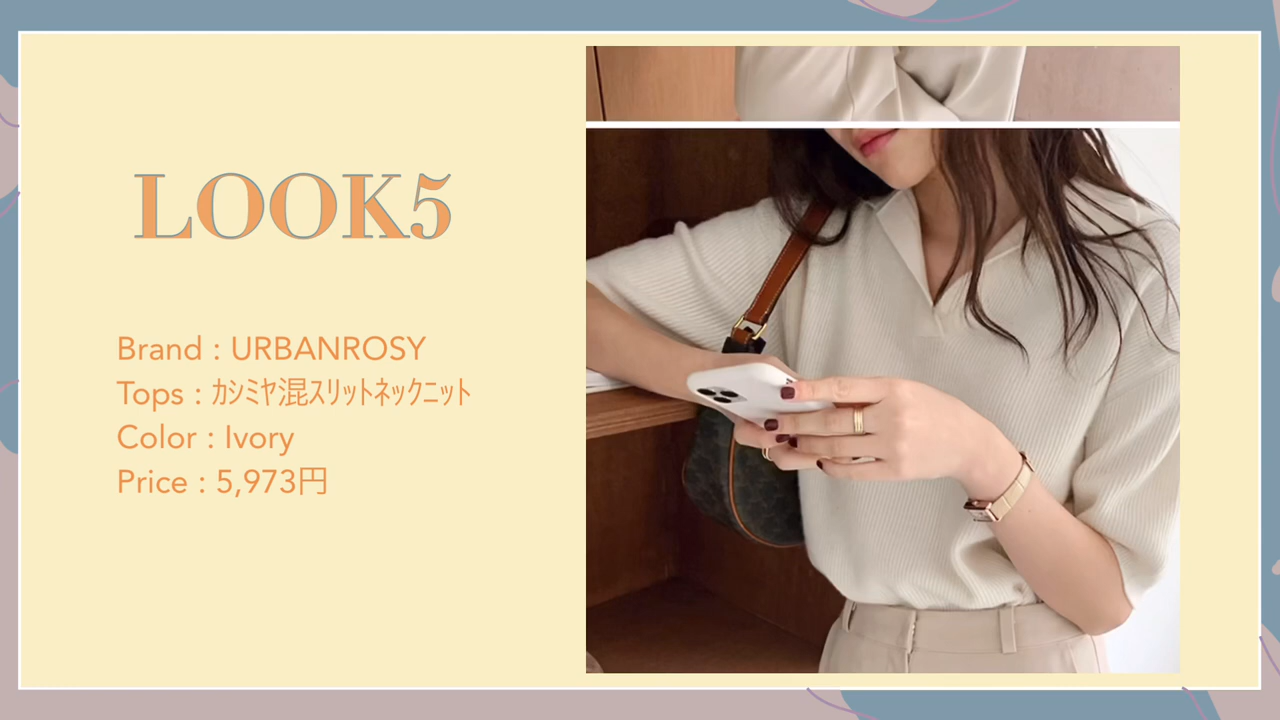 LOOK5
Brand : URBANROSY
Tops : ｶｼﾐﾔ混ｽﾘｯﾄﾈｯｸﾆｯﾄ
Color : Ivory
Price : 5,973円